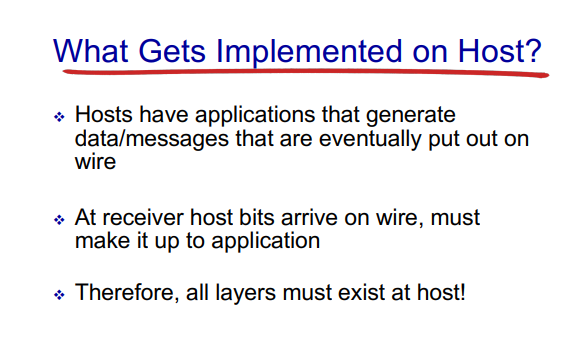 What Gets Implemented on Host?
Hosts have applications that generate
data/messages that are eventually put out on
wire
At receiver host bits arrive on wire, must
make it up to application
Therefore, all layers must exist at host!